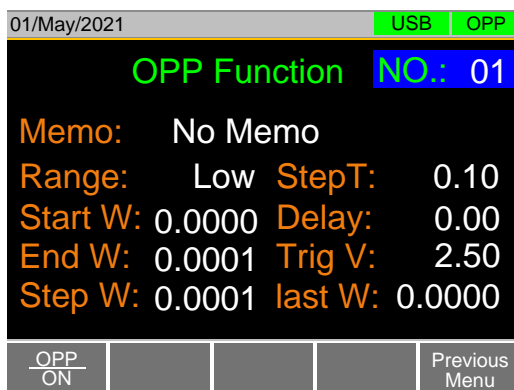 01/May/2021 USB OPP
OPP Function NO.: 01
Memo: No Memo
Range: Low StepT: 0.10
Start W: 0.0000 Delay: 0.00
End W: 0.0001 Trig V: 2.50
Step W: 0.0001 last W: 0.0000
OPP
ON
Previous
Menu